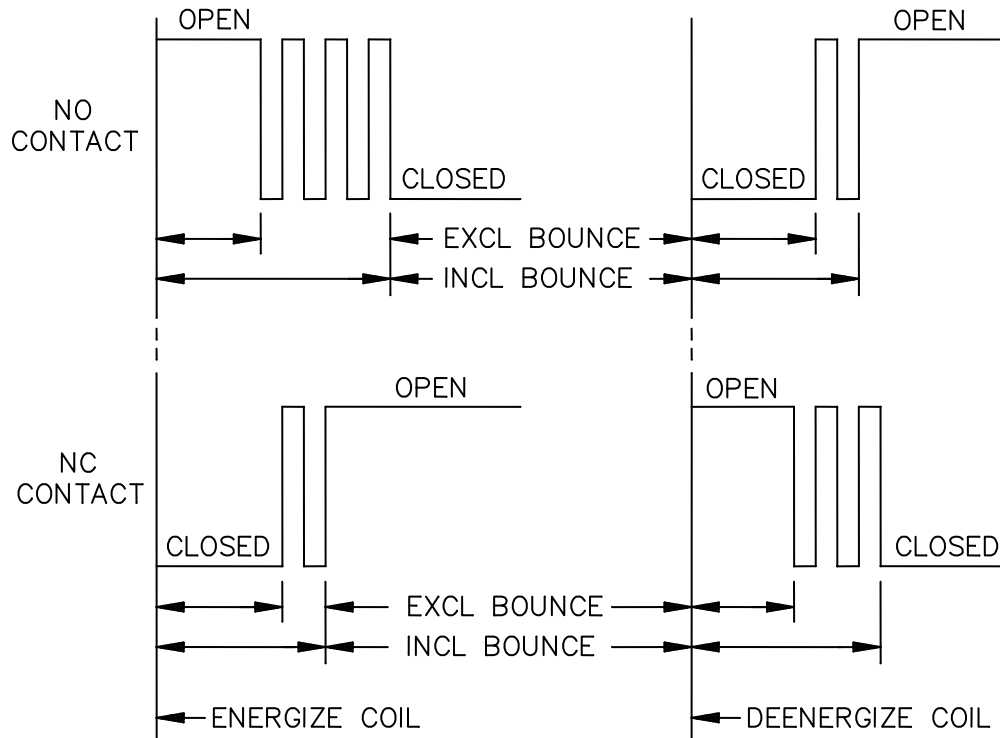 OPEN
OPEN
NO
CONTACT
CLOSED
CLOSED
EXCL BOUNCE
INCL BOUNCE
OPEN
OPEN
NC
CONTACT
CLOSED
CLOSED
EXCL BOUNCE
INCL BOUNCE
ENERGIZE COIL
DEENERGIZE COIL